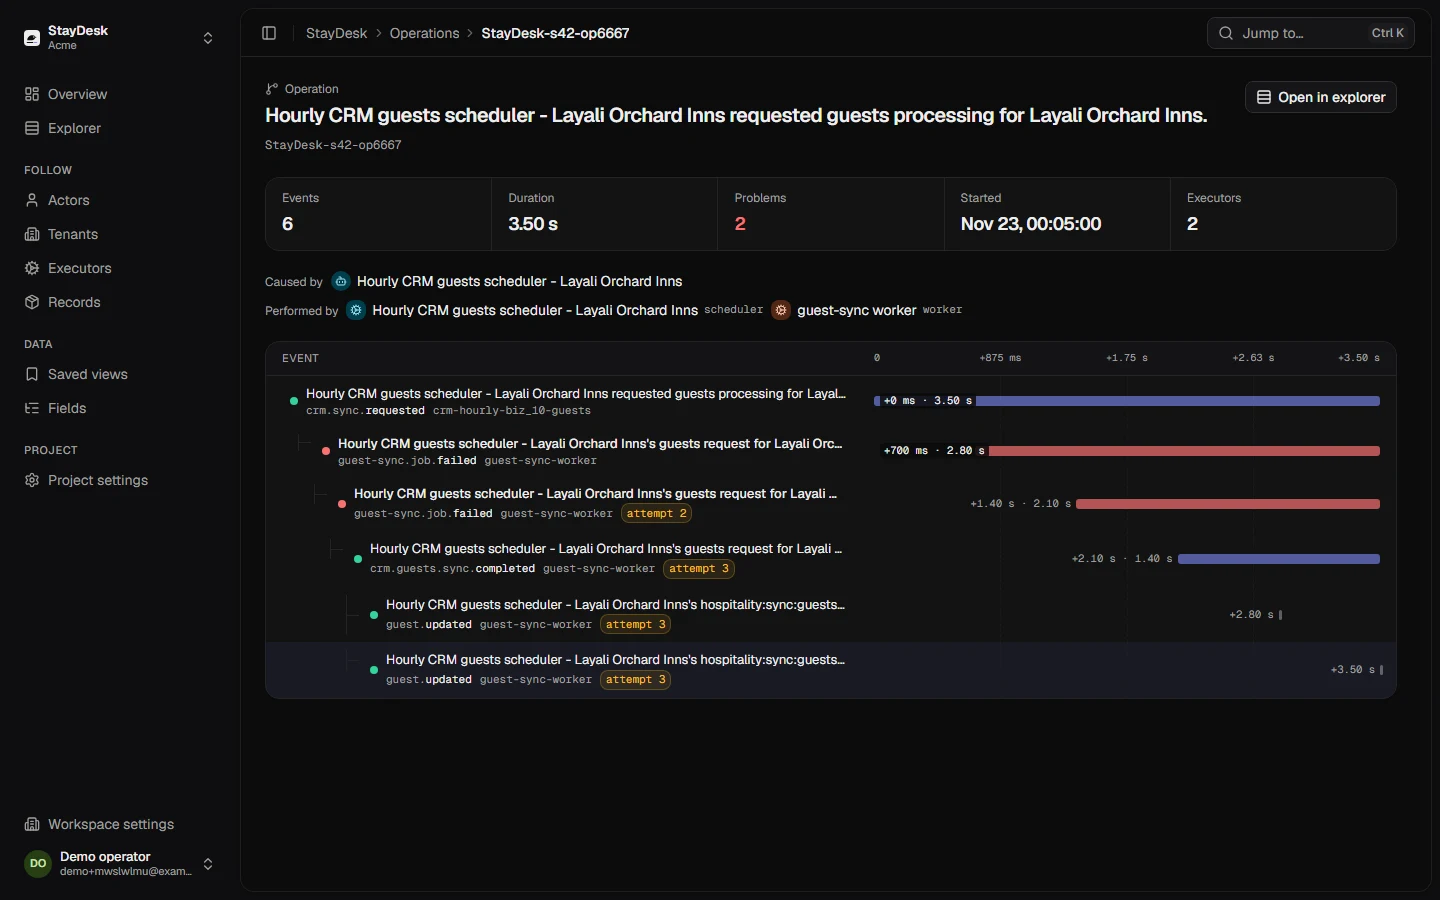 StayDesk
Acme
Overview
Explorer
FOLLOW
Actors
Tenants
Executors
Records
DATA
Saved views
Fields
PROJECT
Project settings
Workspace settings
DO
Demo operator
demo+mwslwlmu@exam...
StayDesk
Operations
StayDesk-s42-op6667
Jump to...
Ctrl K
Operation
Open in explorer
Hourly CRM guests scheduler - Layali Orchard Inns requested guests processing for Layali Orchard Inns.
StayDesk-s42-op6667
Events
6
Duration
3.50 s
Problems
2
Started
Nov 23, 00:05:00
Executors
2
Caused by Hourly CRM guests scheduler - Layali Orchard Inns
Performed by Hourly CRM guests scheduler - Layali Orchard Inns scheduler guest-sync worker worker
EVENT 0 +875 ms +1.75 s +2.63 s +3.50 s
Hourly CRM guests scheduler - Layali Orchard Inns requested guests processing for Layal...
crm.sync.requested crm-hourly-biz_10-guests
+0 ms · 3.50 s
Hourly CRM guests scheduler - Layali Orchard Inns's guests request for Layali Orc...
guest-sync.job.failed guest-sync-worker
+700 ms · 2.80 s
Hourly CRM guests scheduler - Layali Orchard Inns's guests request for Layali ...
guest-sync.job.failed guest-sync-worker attempt 2
+1.40 s · 2.10 s
Hourly CRM guests scheduler - Layali Orchard Inns's guests request for Layali ...
crm.guests.sync.completed guest-sync-worker attempt 3
+2.10 s · 1.40 s
Hourly CRM guests scheduler - Layali Orchard Inns's hospitality:sync:guests...
guest.updated guest-sync-worker attempt 3
+2.80 s
Hourly CRM guests scheduler - Layali Orchard Inns's hospitality:sync:guests...
guest.updated guest-sync-worker attempt 3
+3.50 s